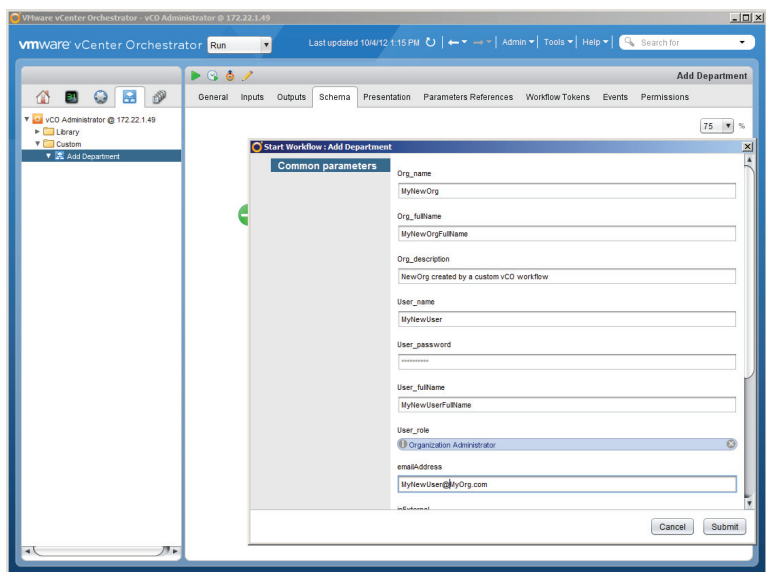 VMware vCenter Orchestrator - vCO Administrator @ 172.22.1.49
vmware vCenter Orchestrator Run Last updated 10/4/12 1:15 PM Admin Tools Help Search for
Add Department
General Inputs Outputs Schema Presentation Parameters References Workflow Tokens Events Permissions
vCO Administrator @ 172.22.1.49
Library
Custom
Add Department
75 %
Start Workflow : Add Department
Common parameters
Org_name
MyNewOrg
Org_fullName
MyNewOrgFullName
Org_description
NewOrg created by a custom vCO workflow
User_name
MyNewUser
User_password
**********
User_fullName
MyNewUserFullName
User_role
Organization Administrator
emailAddress
MyNewUser@MyOrg.com
Cancel Submit